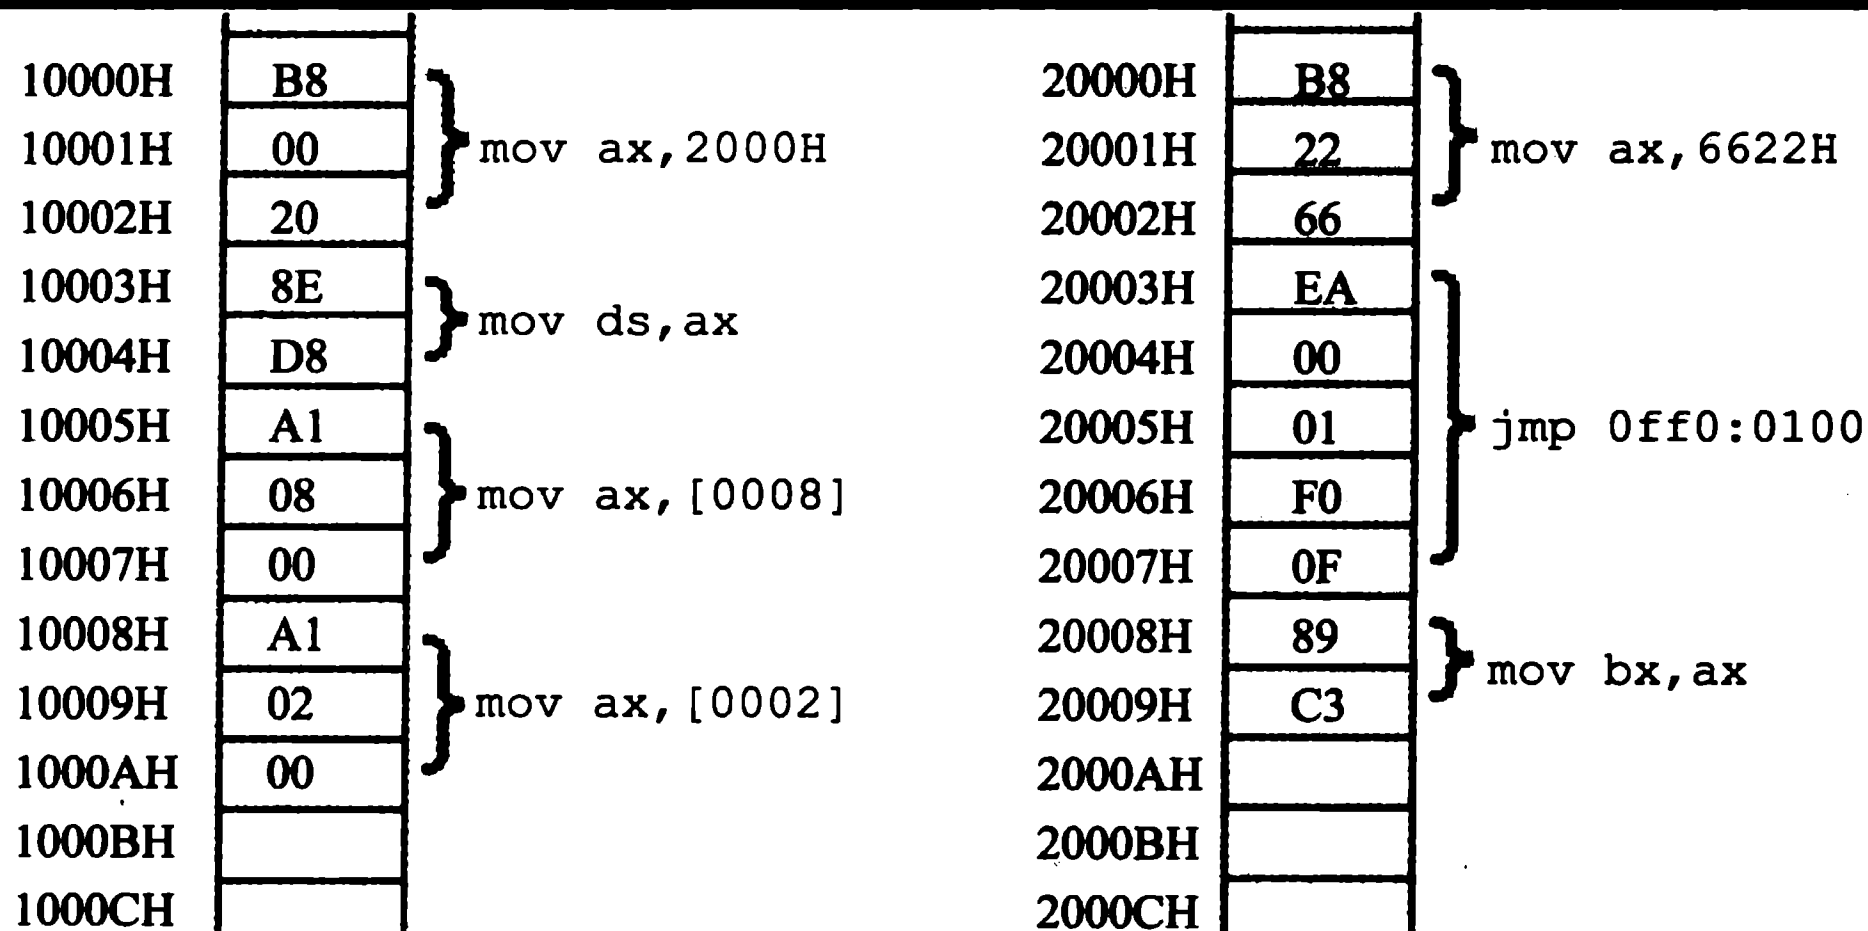 10000H B8
10001H 00 mov ax,2000H
10002H 20
10003H 8E
mov ds,ax
10004H D8
10005H A1
10006H 08 mov ax,[0008]
10007H 00
10008H A1
10009H 02 mov ax,[0002]
1000AH 00
1000BH
1000CH
20000H B8
20001H 22 mov ax,6622H
20002H 66
20003H EA
20004H 00
20005H 01 jmp 0ff0:0100
20006H F0
20007H 0F
20008H 89
mov bx,ax
20009H C3
2000AH
2000BH
2000CH